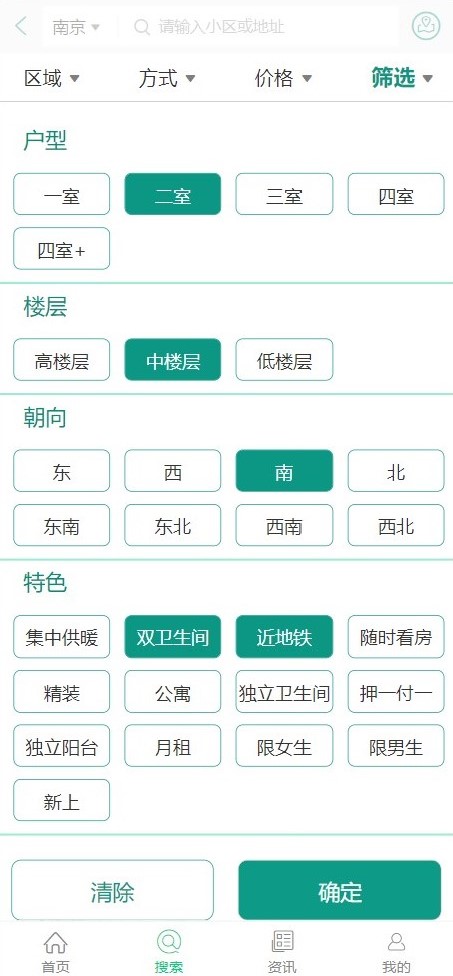 南京 请输入小区或地址
区域 方式 价格 筛选
户型
一室 二室 三室 四室
四室+
楼层
高楼层 中楼层 低楼层
朝向
东 西 南 北
东南 东北 西南 西北
特色
集中供暖 双卫生间 近地铁 随时看房
精装 公寓 独立卫生间 押一付一
独立阳台 月租 限女生 限男生
新上
清除 确定
首页 搜索 资讯 我的